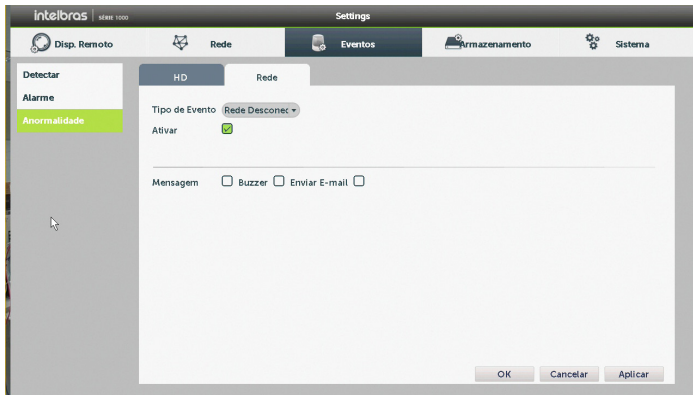 intelbras SÉRIE 1000 Settings
Disp. Remoto Rede Eventos Armazenamento Sistema
Detectar
Alarme
Anormalidade
HD Rede
Tipo de Evento Rede Desconec
Ativar
Mensagem Buzzer Enviar E-mail
OK Cancelar Aplicar